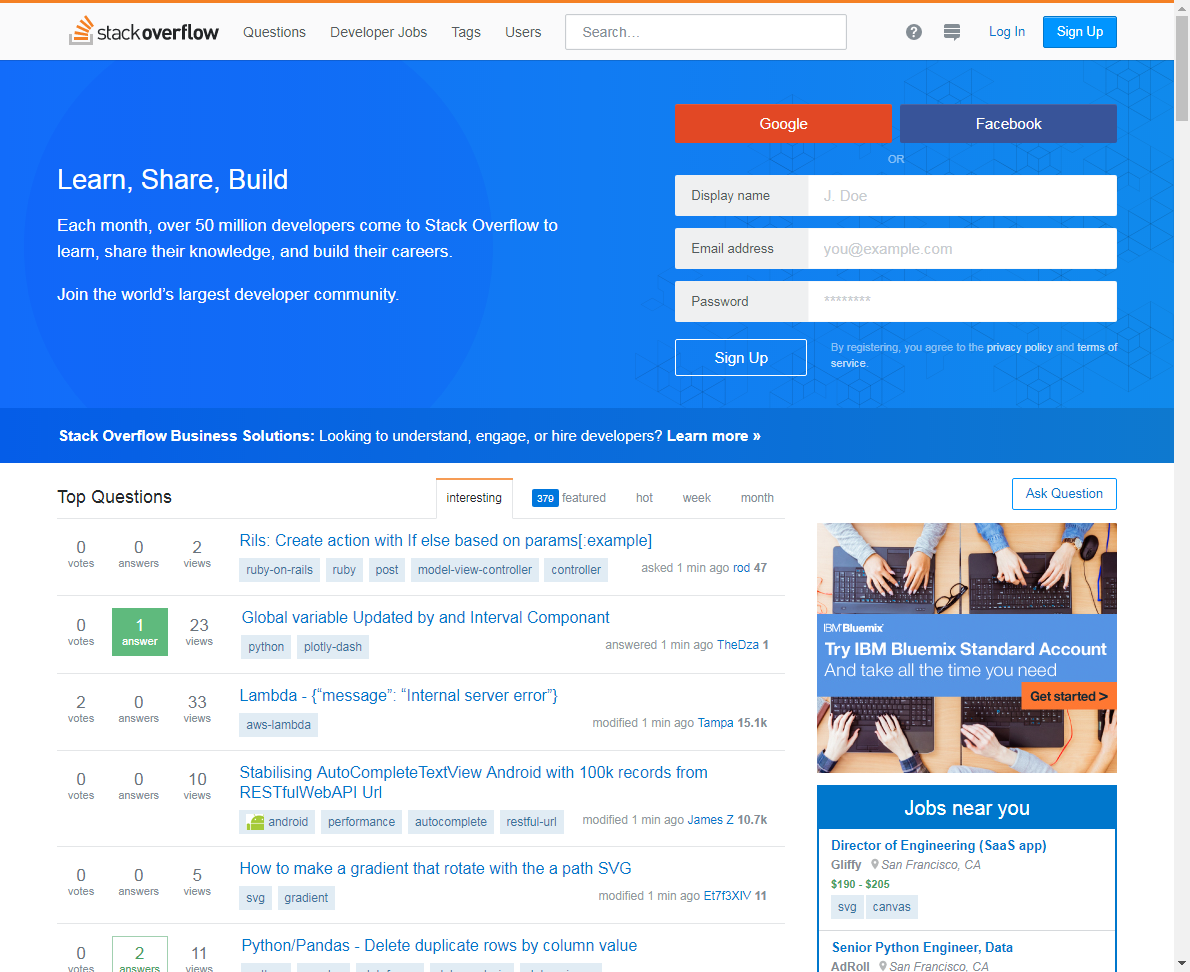 stackoverflow Questions Developer Jobs Tags Users Search... ? Log In Sign Up
Google Facebook
OR
Learn, Share, Build
Each month, over 50 million developers come to Stack Overflow to
learn, share their knowledge, and build their careers.
Join the world's largest developer community.
Display name J. Doe
Email address you@example.com
Password ********
Sign Up
By registering, you agree to the privacy policy and terms of
service.
Stack Overflow Business Solutions: Looking to understand, engage, or hire developers? Learn more »
Top Questions interesting 379 featured hot week month
Ask Question
0 votes 0 answers 2 views
Rils: Create action with If else based on params[:example]
ruby-on-rails ruby post model-view-controller controller
asked 1 min ago rod 47
0 votes 1 answer 23 views
Global variable Updated by and Interval Componant
python plotly-dash
answered 1 min ago TheDza 1
2 votes 0 answers 33 views
Lambda - {“message”: “Internal server error”}
aws-lambda
modified 1 min ago Tampa 15.1k
0 votes 0 answers 10 views
Stabilising AutoCompleteTextView Android with 100k records from
RESTfulWebAPI Url
android performance autocomplete restful-url
modified 1 min ago James Z 10.7k
0 votes 0 answers 5 views
How to make a gradient that rotate with the a path SVG
svg gradient
modified 1 min ago Et7f3XIV 11
0 votes 2 answers 11 views
Python/Pandas - Delete duplicate rows by column value
IBM Bluemix
Try IBM Bluemix Standard Account
And take all the time you need
Get started >
Jobs near you
Director of Engineering (SaaS app)
Gliffy San Francisco, CA
$190 - $205
svg canvas
Senior Python Engineer, Data
AdRoll San Francisco, CA